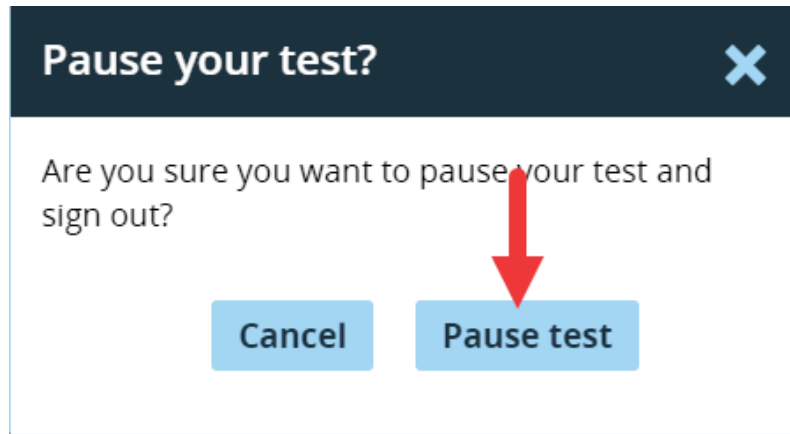 Pause your test?
Are you sure you want to pause your test and
sign out?
Cancel
Pause test